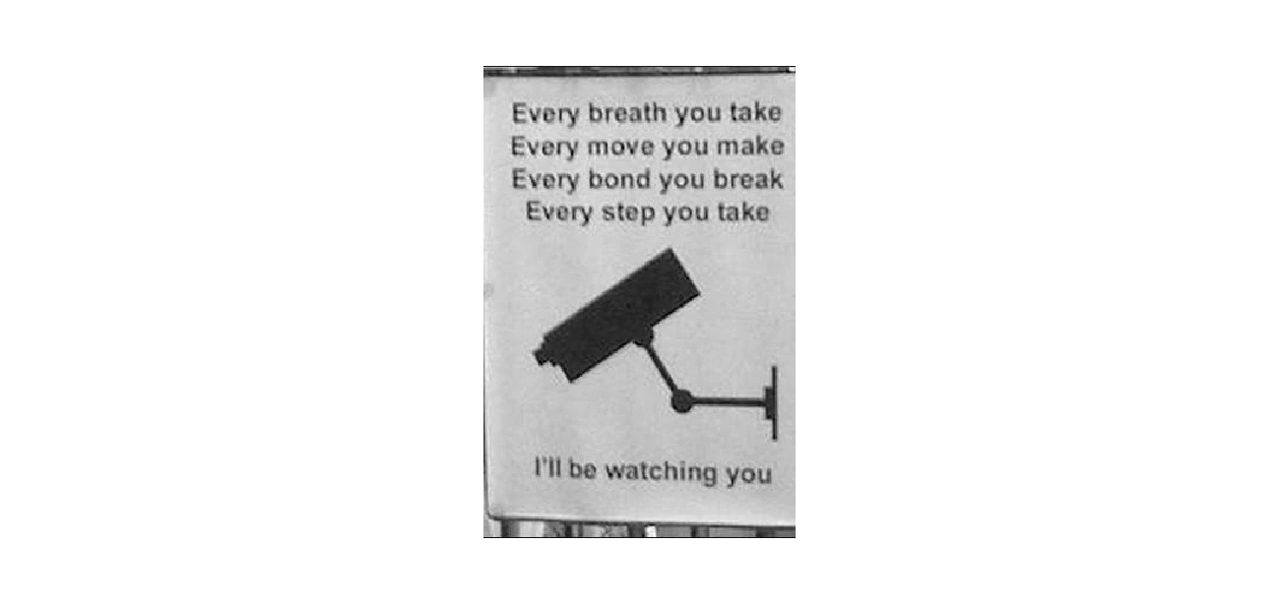 Every breath you take
Every move you make
Every bond you break
Every step you take
I'll be watching you